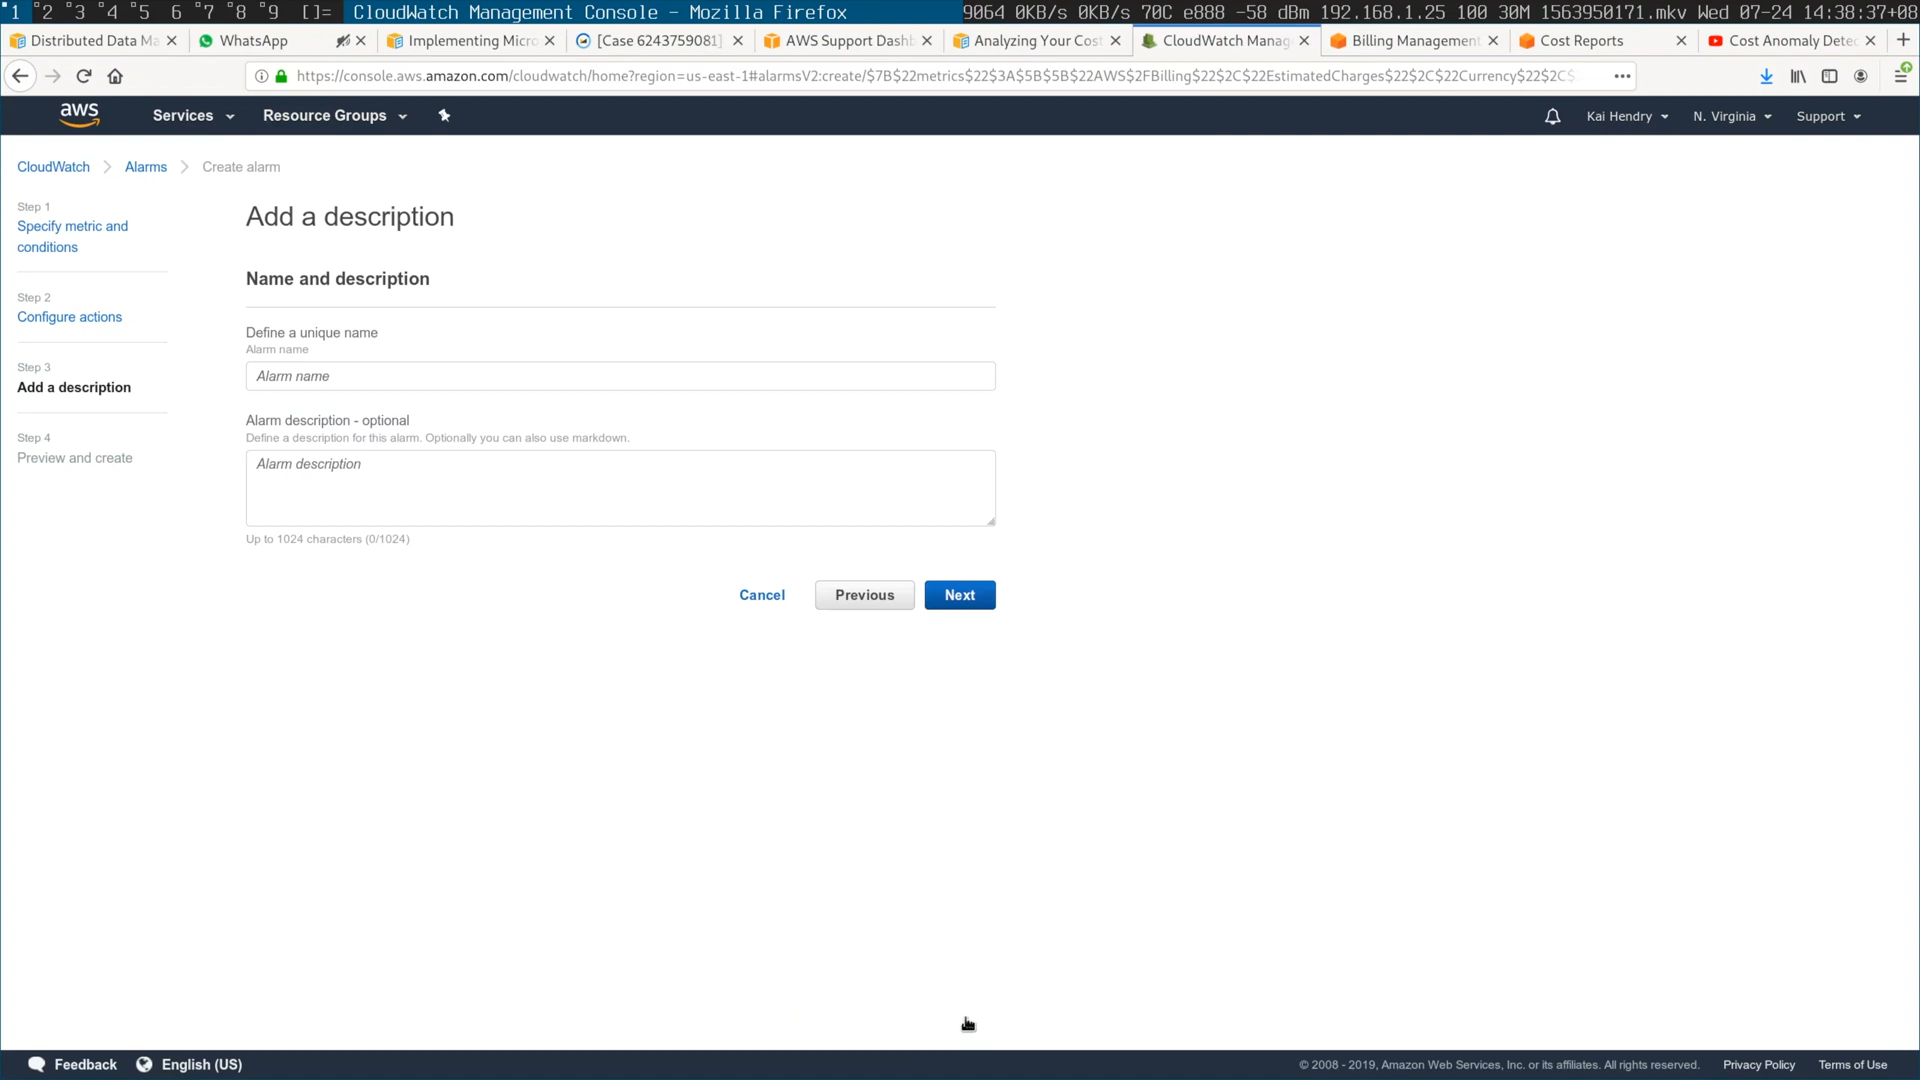 1 2 3 4 5 6 7 8 9 []= CloudWatch Management Console - Mozilla Firefox 9064 0KB/s 0KB/s 70C e888 -58 dBm 192.168.1.25 100 30M 1563950171.mkv Wed 07-24 14:38:37+08
Distributed Data Ma WhatsApp Implementing Micro [Case 6243759081] AWS Support Dashb Analyzing Your Cost CloudWatch Manag Billing Management Cost Reports Cost Anomaly Detec
https://console.aws.amazon.com/cloudwatch/home?region=us-east-1#alarmsV2:create/$7B$22metrics$22$3A$5B$5B$22AWS$2FBilling$22$2C$22EstimatedCharges$22$2C$22Currency$22$2C$
aws Services Resource Groups Kai Hendry N. Virginia Support
CloudWatch Alarms Create alarm
Step 1
Specify metric and
conditions
Step 2
Configure actions
Step 3
Add a description
Step 4
Preview and create
Add a description
Name and description
Define a unique name
Alarm name
Alarm name
Alarm description - optional
Define a description for this alarm. Optionally you can also use markdown.
Alarm description
Up to 1024 characters (0/1024)
Cancel Previous Next
Feedback English (US) © 2008 - 2019, Amazon Web Services, Inc. or its affiliates. All rights reserved. Privacy Policy Terms of Use